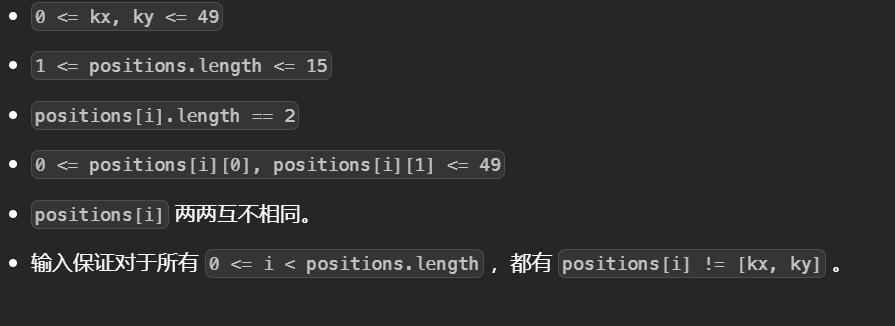 0 <= kx, ky <= 49
1 <= positions.length <= 15
positions[i].length == 2
0 <= positions[i][0], positions[i][1] <= 49
positions[i] 两两互不相同。
输入保证对于所有 0 <= i < positions.length ，都有 positions[i] != [kx, ky] 。